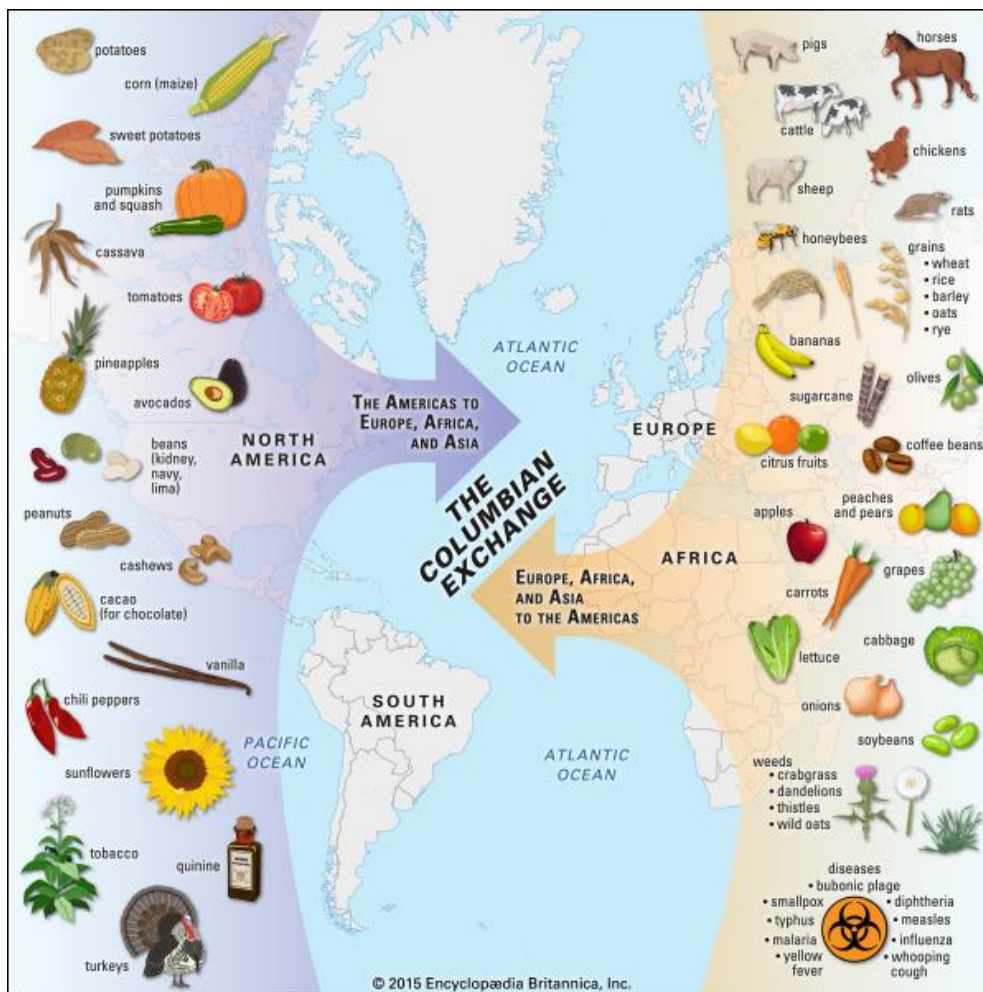 potatoes
corn (maize)
sweet potatoes
pumpkins
and squash
cassava
tomatoes
pineapples
avocados
beans
(kidney,
navy,
lima)
peanuts
cashews
cacao
(for chocolate)
vanilla
chili peppers
sunflowers
tobacco
quinine
turkeys
NORTH
AMERICA
THE AMERICAS TO
EUROPE, AFRICA,
AND ASIA
ATLANTIC
OCEAN
THE
COLUMBIAN
EXCHANGE
EUROPE
AFRICA
EUROPE, AFRICA,
AND ASIA
TO THE AMERICAS
SOUTH
AMERICA
PACIFIC
OCEAN
ATLANTIC
OCEAN
pigs
horses
cattle
chickens
sheep
rats
honeybees
grains
• wheat
• rice
• barley
• oats
• rye
bananas
sugarcane
olives
citrus fruits
coffee beans
apples
peaches
and pears
carrots
grapes
lettuce
cabbage
onions
soybeans
weeds
• crabgrass
• dandelions
• thistles
• wild oats
diseases
• bubonic plage
• smallpox
• typhus
• malaria
• yellow
fever
• diphtheria
• measles
• influenza
• whooping
cough
© 2015 Encyclopædia Britannica, Inc.